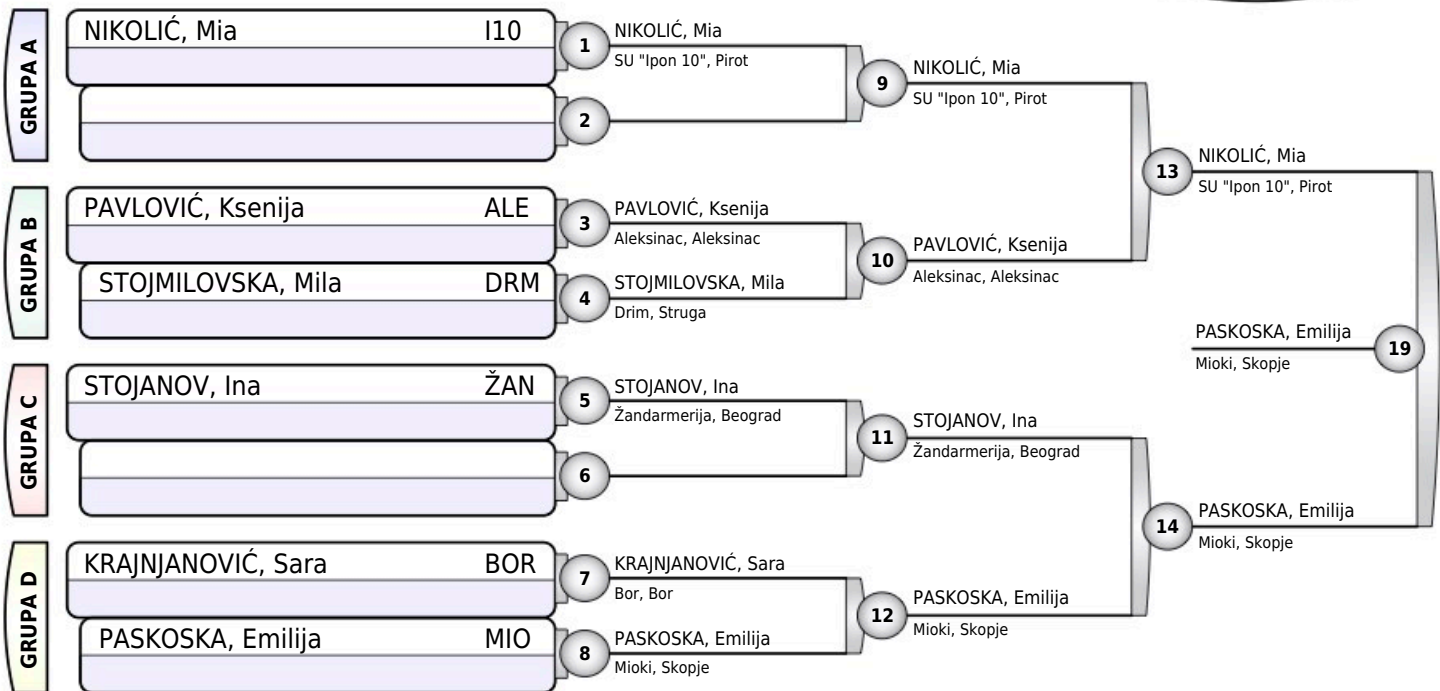 GRUPA A
NIKOLIĆ, Mia I10
1
NIKOLIĆ, Mia
SU "Ipon 10", Pirot
2
9
NIKOLIĆ, Mia
SU "Ipon 10", Pirot
GRUPA B
PAVLOVIĆ, Ksenija ALE
3
PAVLOVIĆ, Ksenija
Aleksinac, Aleksinac
STOJMILOVSKA, Mila DRM
4
STOJMILOVSKA, Mila
Drim, Struga
10
PAVLOVIĆ, Ksenija
Aleksinac, Aleksinac
13
NIKOLIĆ, Mia
SU "Ipon 10", Pirot
GRUPA C
STOJANOV, Ina ŽAN
5
STOJANOV, Ina
Žandarmerija, Beograd
6
11
STOJANOV, Ina
Žandarmerija, Beograd
GRUPA D
KRAJNJANOVIĆ, Sara BOR
7
KRAJNJANOVIĆ, Sara
Bor, Bor
PASKOSKA, Emilija MIO
8
PASKOSKA, Emilija
Mioki, Skopje
12
PASKOSKA, Emilija
Mioki, Skopje
14
PASKOSKA, Emilija
Mioki, Skopje
PASKOSKA, Emilija
Mioki, Skopje
19